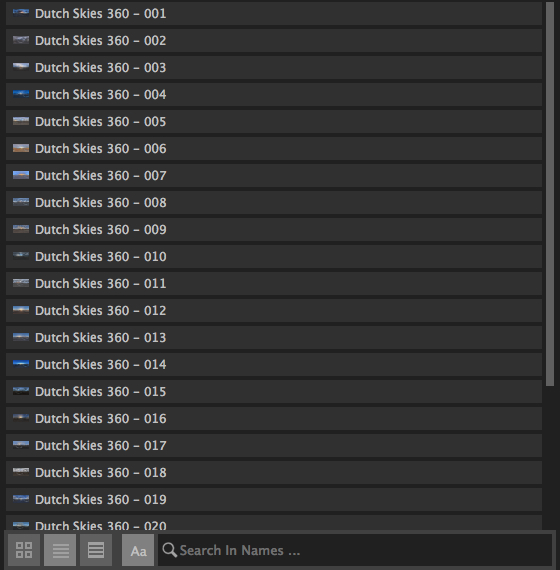 Dutch Skies 360 – 001
Dutch Skies 360 – 002
Dutch Skies 360 – 003
Dutch Skies 360 – 004
Dutch Skies 360 – 005
Dutch Skies 360 – 006
Dutch Skies 360 – 007
Dutch Skies 360 – 008
Dutch Skies 360 – 009
Dutch Skies 360 – 010
Dutch Skies 360 – 011
Dutch Skies 360 – 012
Dutch Skies 360 – 013
Dutch Skies 360 – 014
Dutch Skies 360 – 015
Dutch Skies 360 – 016
Dutch Skies 360 – 017
Dutch Skies 360 – 018
Dutch Skies 360 – 019
Dutch Skies 360 – 020
Aa Search In Names ...